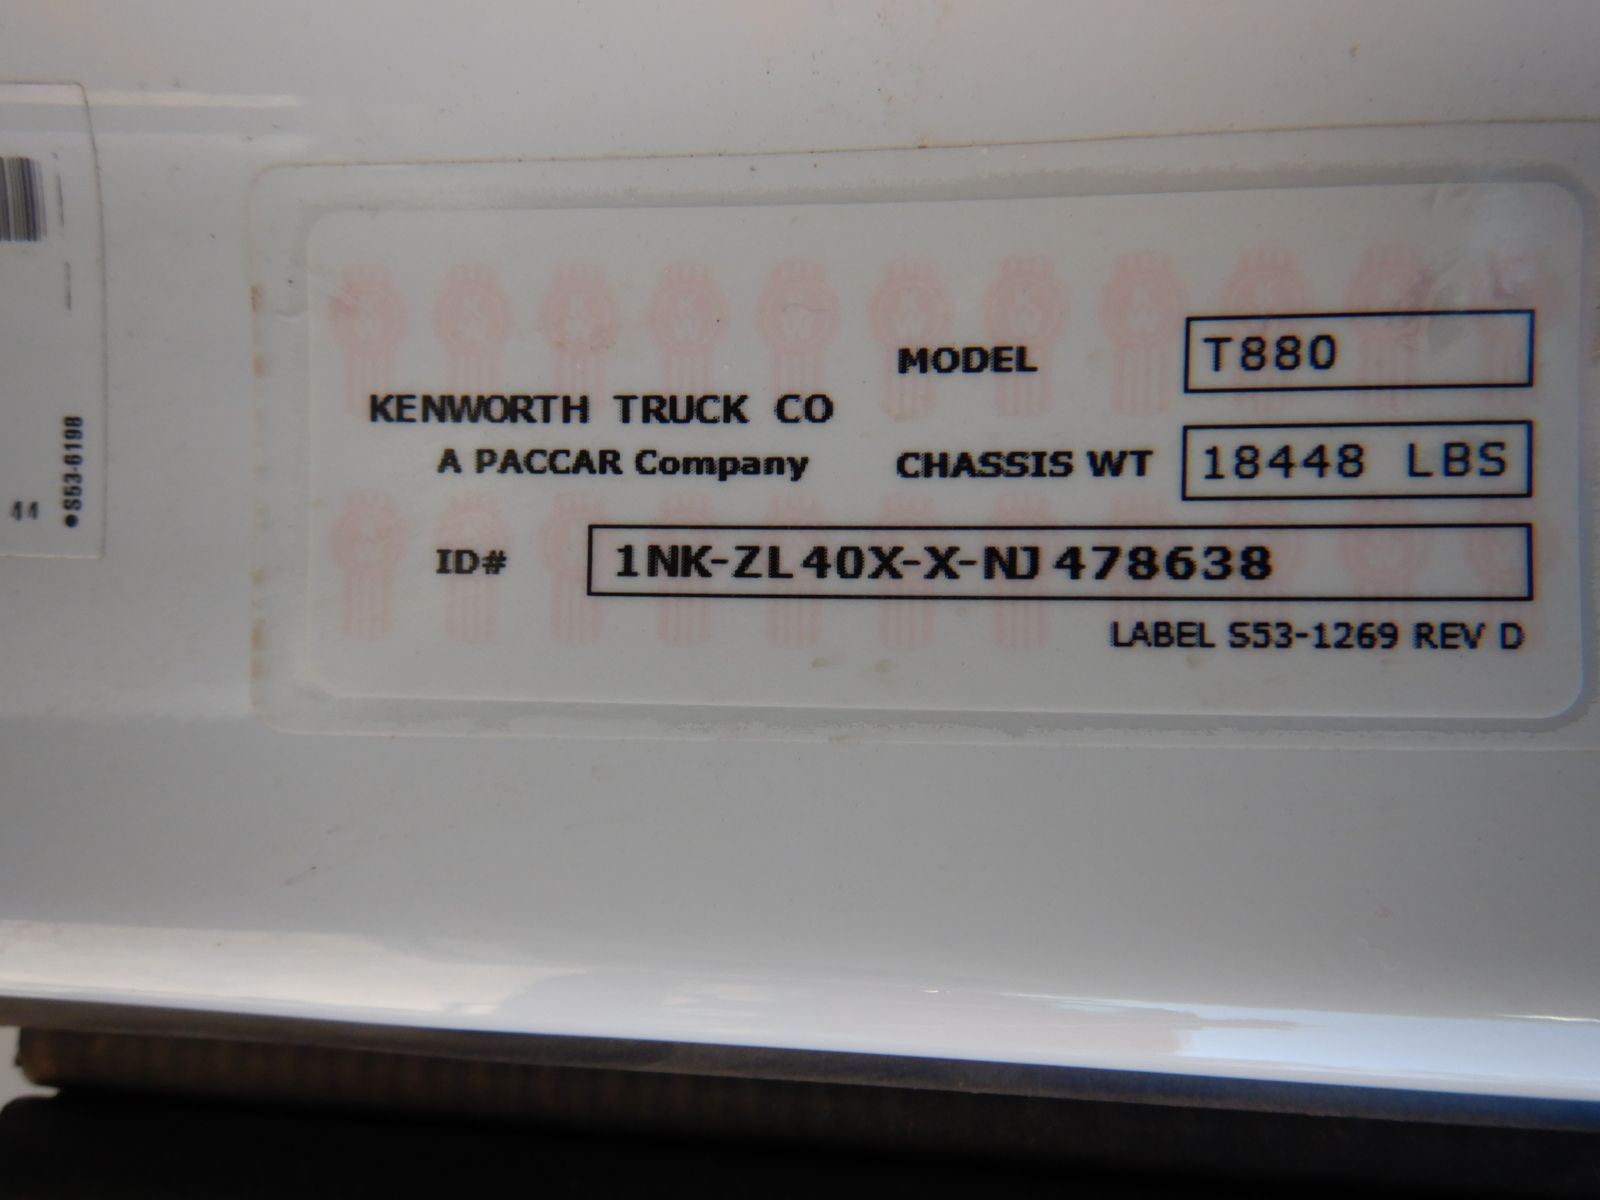 MODEL T880
KENWORTH TRUCK CO
A PACCAR Company
CHASSIS WT 18448 LBS
ID# 1NK-ZL40X-X-NJ478638
LABEL S53-1269 REV D
44
●S53-6198